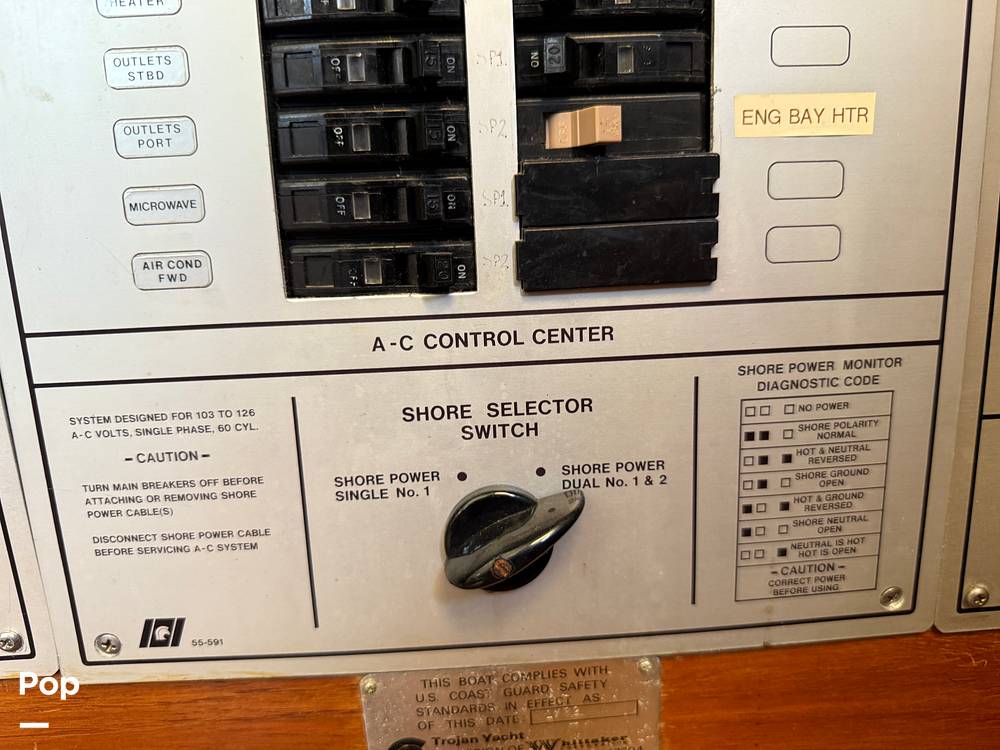 HEATER
OUTLETS
STBD
OUTLETS
PORT
MICROWAVE
AIR COND
FWD
OFF
15
ON
OFF
15
ON
OFF
15
ON
OFF
20
ON
SP1.
SP2
SP1.
SP2
ON
20
ENG BAY HTR
A-C CONTROL CENTER
SYSTEM DESIGNED FOR 103 TO 126
A-C VOLTS, SINGLE PHASE, 60 CYL.
-CAUTION-
TURN MAIN BREAKERS OFF BEFORE
ATTACHING OR REMOVING SHORE
POWER CABLE(S)
DISCONNECT SHORE POWER CABLE
BEFORE SERVICING A-C SYSTEM
55-591
SHORE SELECTOR
SWITCH
SHORE POWER
SINGLE No. 1
SHORE POWER
DUAL No. 1 & 2
SHORE POWER MONITOR
DIAGNOSTIC CODE
NO POWER
SHORE POLARITY
NORMAL
HOT & NEUTRAL
REVERSED
SHORE GROUND
OPEN
HOT & GROUND
REVERSED
SHORE NEUTRAL
OPEN
NEUTRAL IS HOT
HOT IS OPEN
-CAUTION-
CORRECT POWER
BEFORE USING
THIS BOAT COMPLIES WITH
U.S. COAST GUARD SAFETY
STANDARDS IN EFFECT AS
OF THIS DATE
Trojan Yacht
OF Whittaker
Pop